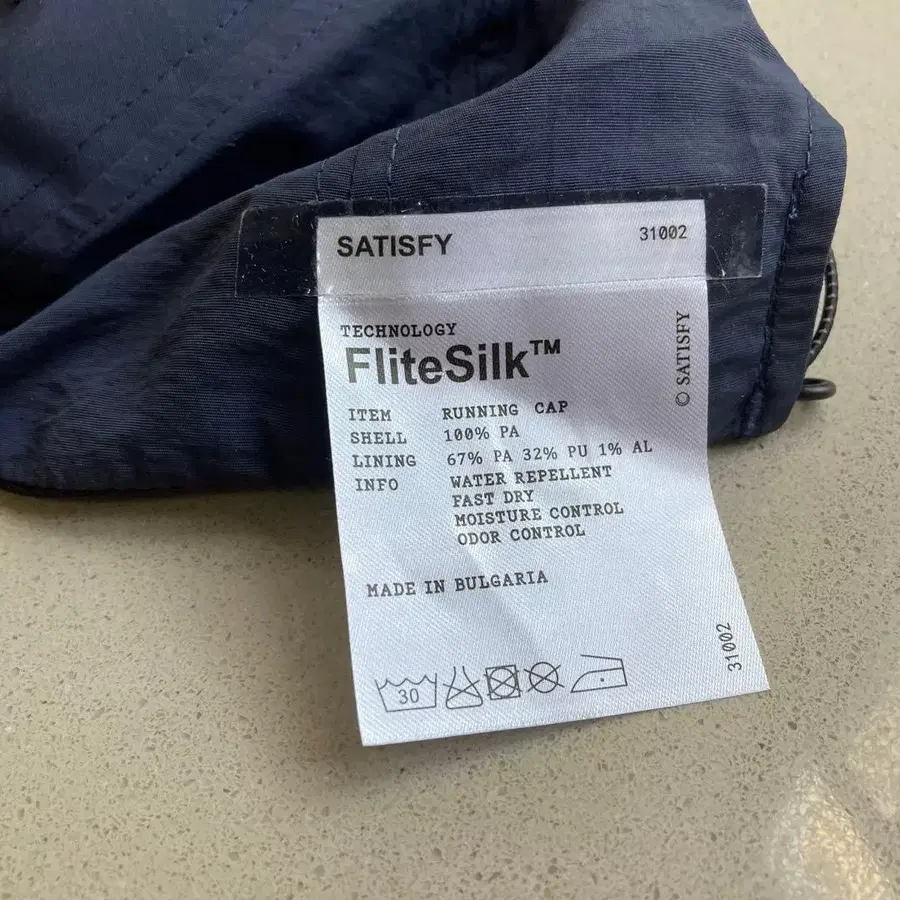 SATISFY 31002
© SATISFY
TECHNOLOGY
FliteSilk™
ITEM RUNNING CAP
SHELL 100% PA
LINING 67% PA 32% PU 1% AL
INFO WATER REPELLENT
FAST DRY
MOISTURE CONTROL
ODOR CONTROL
MADE IN BULGARIA
31002
30